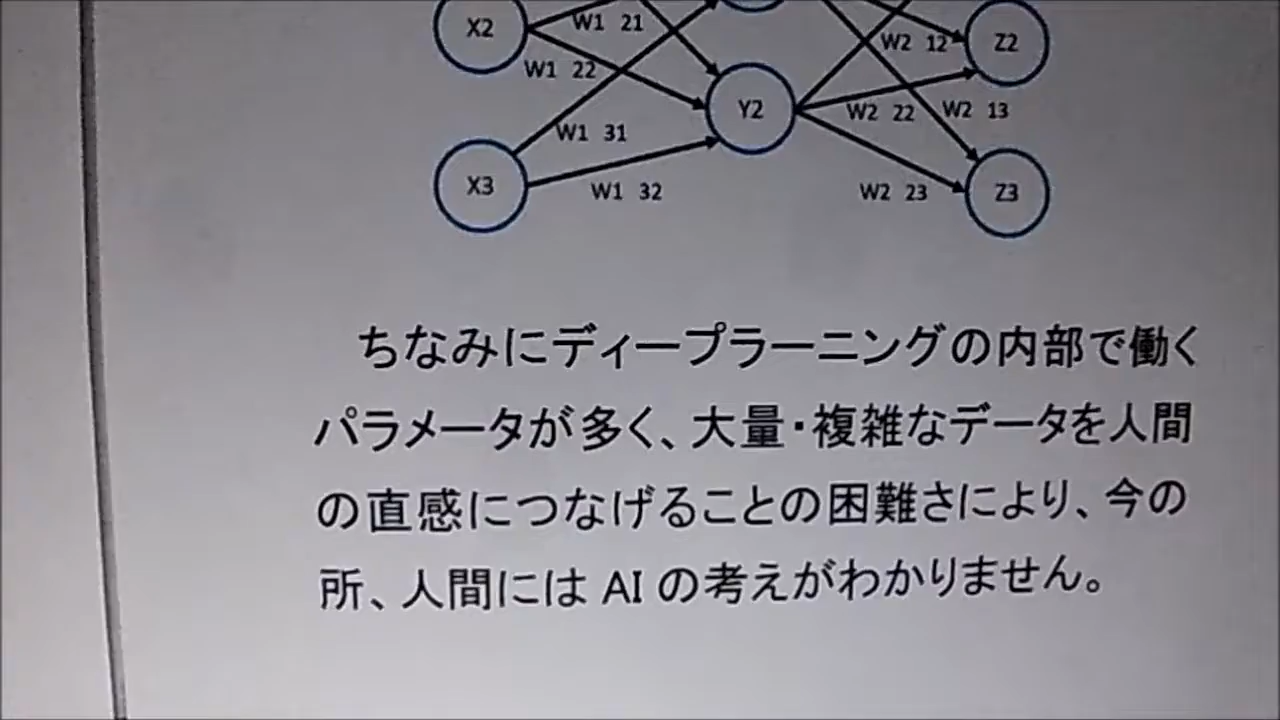 X2
W1 21
W2 12
Z2
W1 22
Y2
W2 22
W2 13
W1 31
X3
W1 32
W2 23
Z3
ちなみにディープラーニングの内部で働く
パラメータが多く、大量・複雑なデータを人間
の直感につなげることの困難さにより、今の
所、人間には AI の考えがわかりません。